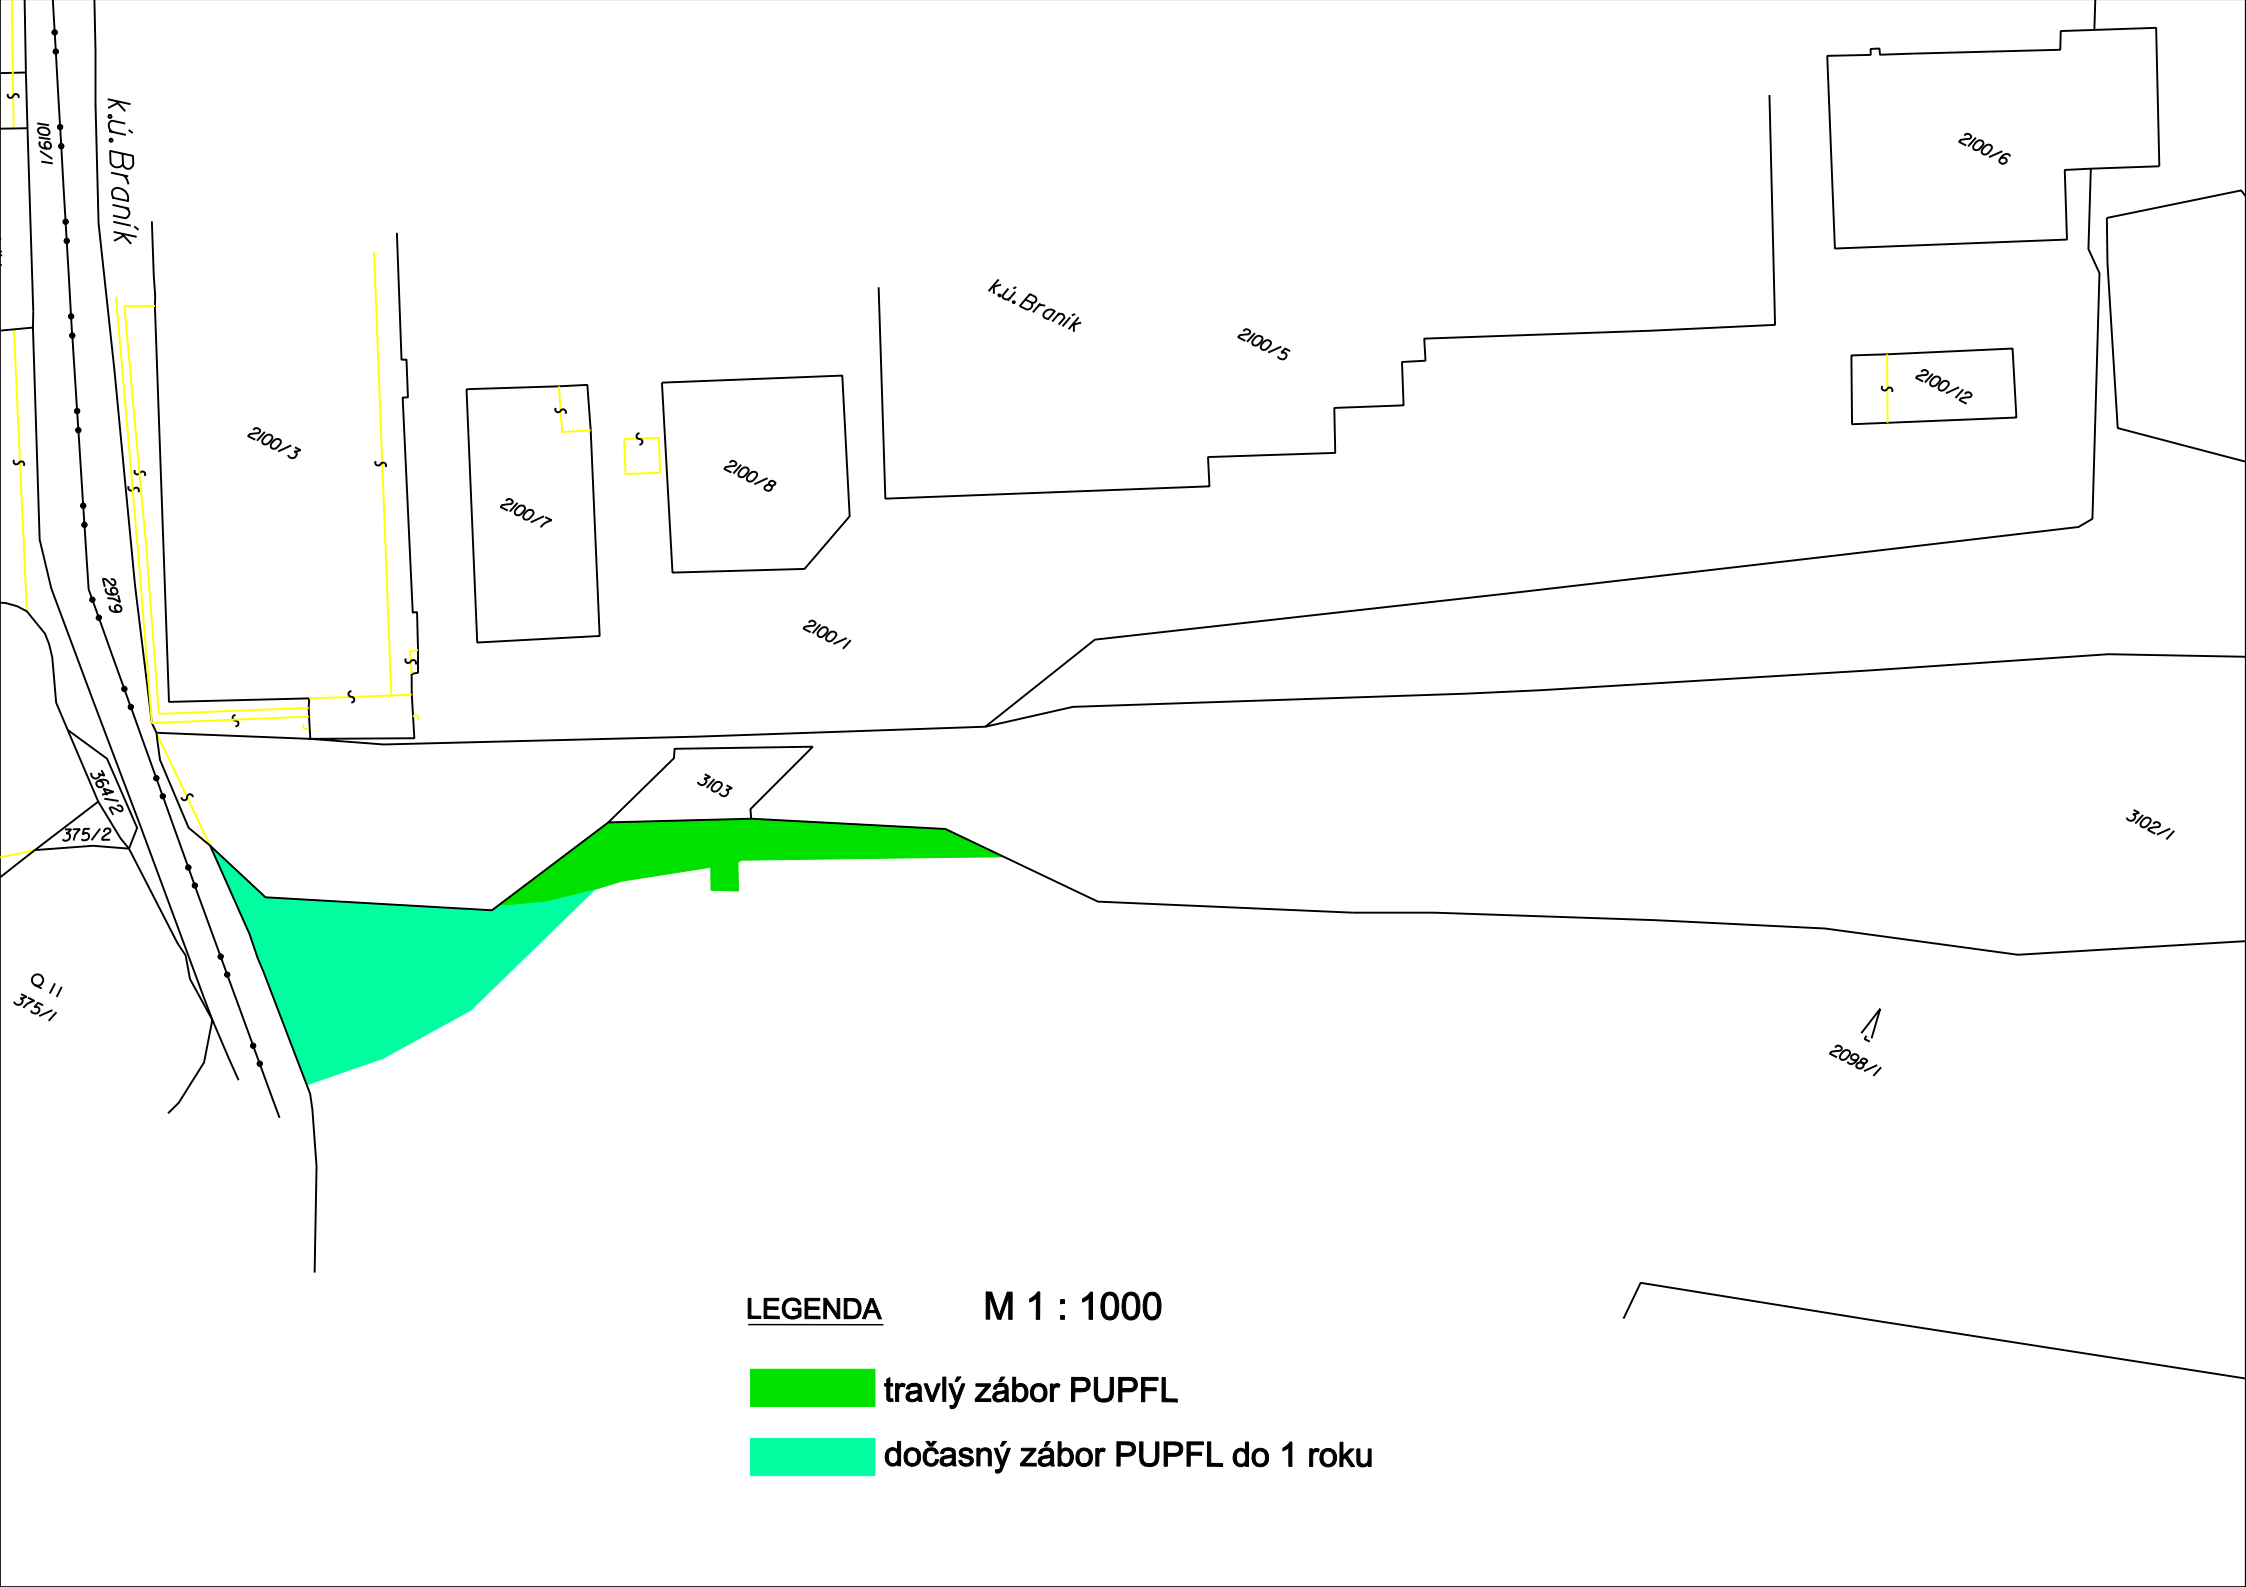 1019/1
k.ú.Braník
2100/6
k.ú.Braník
2100/5
2100/12
2100/3
2100/8
2100/7
2979
2100/1
3103
364/2
375/2
3102/1
375/1
2098/1
LEGENDA
M 1 : 1000
travlý zábor PUPFL
dočasný zábor PUPFL do 1 roku